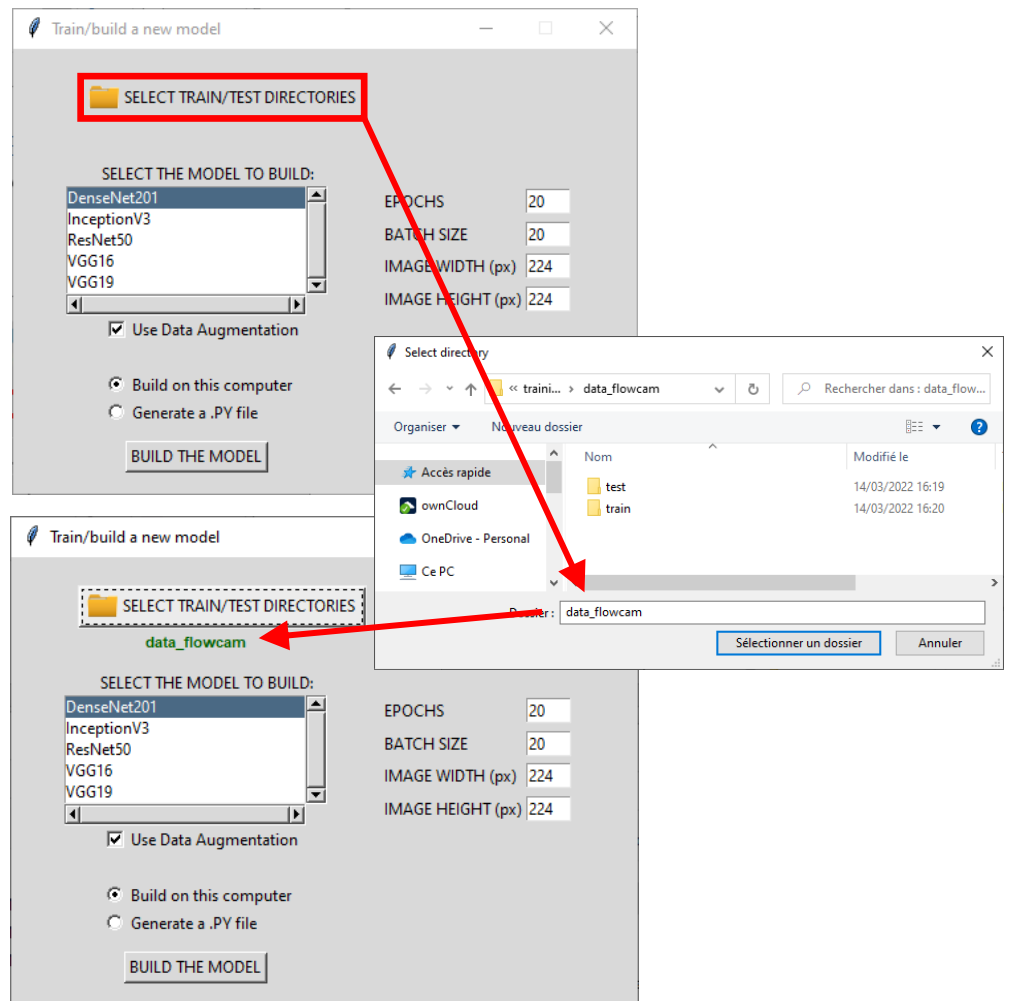 Train/build a new model
SELECT TRAIN/TEST DIRECTORIES
SELECT THE MODEL TO BUILD:
DenseNet201
InceptionV3
ResNet50
VGG16
VGG19
EPOCHS 20
BATCH SIZE 20
IMAGE WIDTH (px) 224
IMAGE HEIGHT (px) 224
Use Data Augmentation
Build on this computer
Generate a .PY file
BUILD THE MODEL
Select directory
« traini... › data_flowcam
Rechercher dans : data_flow...
Organiser
Nouveau dossier
Nom Modifié le
Accès rapide
ownCloud
OneDrive - Personal
Ce PC
test 14/03/2022 16:19
train 14/03/2022 16:20
Dossier : data_flowcam
Sélectionner un dossier
Annuler
Train/build a new model
SELECT TRAIN/TEST DIRECTORIES
data_flowcam
SELECT THE MODEL TO BUILD:
DenseNet201
InceptionV3
ResNet50
VGG16
VGG19
EPOCHS 20
BATCH SIZE 20
IMAGE WIDTH (px) 224
IMAGE HEIGHT (px) 224
Use Data Augmentation
Build on this computer
Generate a .PY file
BUILD THE MODEL